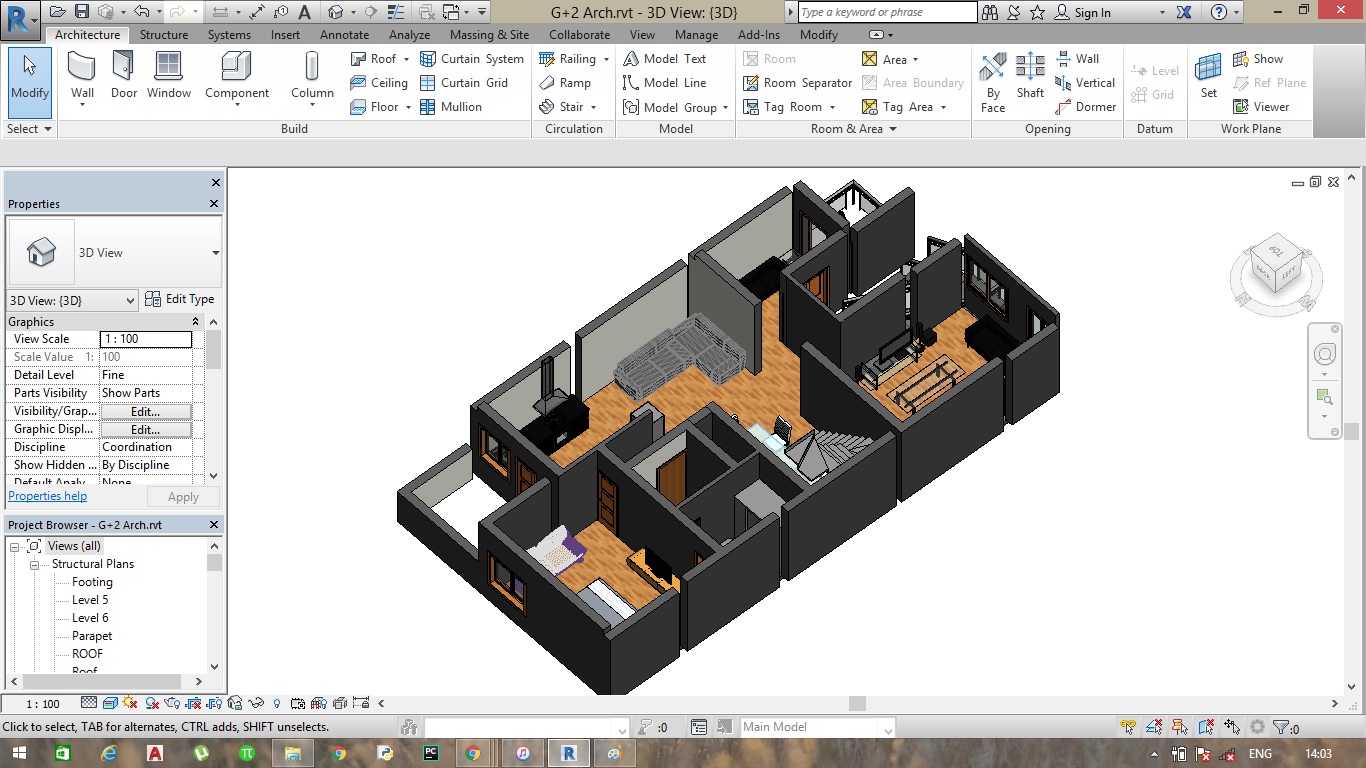 G+2 Arch.rvt - 3D View: {3D}
Type a keyword or phrase
Sign In
Architecture Structure Systems Insert Annotate Analyze Massing & Site Collaborate View Manage Add-Ins Modify
Modify
Wall
Door
Window
Component
Column
Roof
Ceiling
Floor
Curtain System
Curtain Grid
Mullion
Railing
Ramp
Stair
Model Text
Model Line
Model Group
Room
Room Separator
Tag Room
Area
Area Boundary
Tag Area
By
Face
Shaft
Wall
Vertical
Dormer
Level
Grid
Set
Show
Ref Plane
Viewer
Select Build Circulation Model Room & Area Opening Datum Work Plane
Properties
3D View
3D View: {3D} Edit Type
Graphics
View Scale 1 : 100
Scale Value 1: 100
Detail Level Fine
Parts Visibility Show Parts
Visibility/Grap... Edit...
Graphic Displ... Edit...
Discipline Coordination
Show Hidden ... By Discipline
Default Analy... None
Properties help Apply
Project Browser - G+2 Arch.rvt
Views (all)
Structural Plans
Footing
Level 5
Level 6
Parapet
ROOF
Roof
TOP
BACK
LEFT
1 : 100
Click to select, TAB for alternates, CTRL adds, SHIFT unselects.
:0
Main Model
:0
ENG
14:03